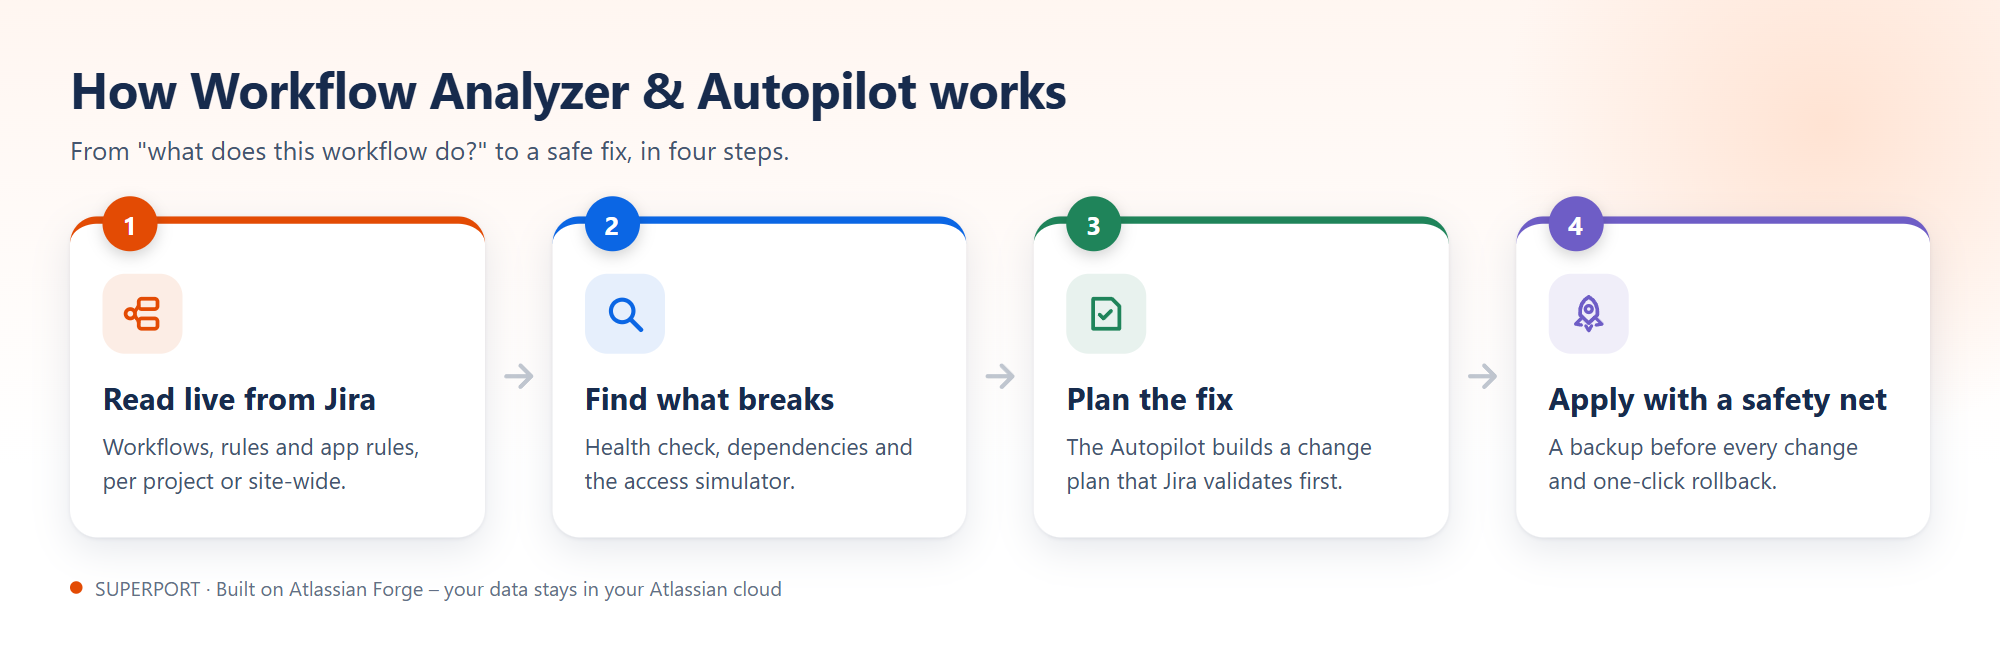 How Workflow Analyzer & Autopilot works
From "what does this workflow do?" to a safe fix, in four steps.
1
Read live from Jira
Workflows, rules and app rules,
per project or site-wide.
2
Find what breaks
Health check, dependencies and
the access simulator.
3
Plan the fix
The Autopilot builds a change
plan that Jira validates first.
4
Apply with a safety net
A backup before every change
and one-click rollback.
SUPERPORT · Built on Atlassian Forge – your data stays in your Atlassian cloud